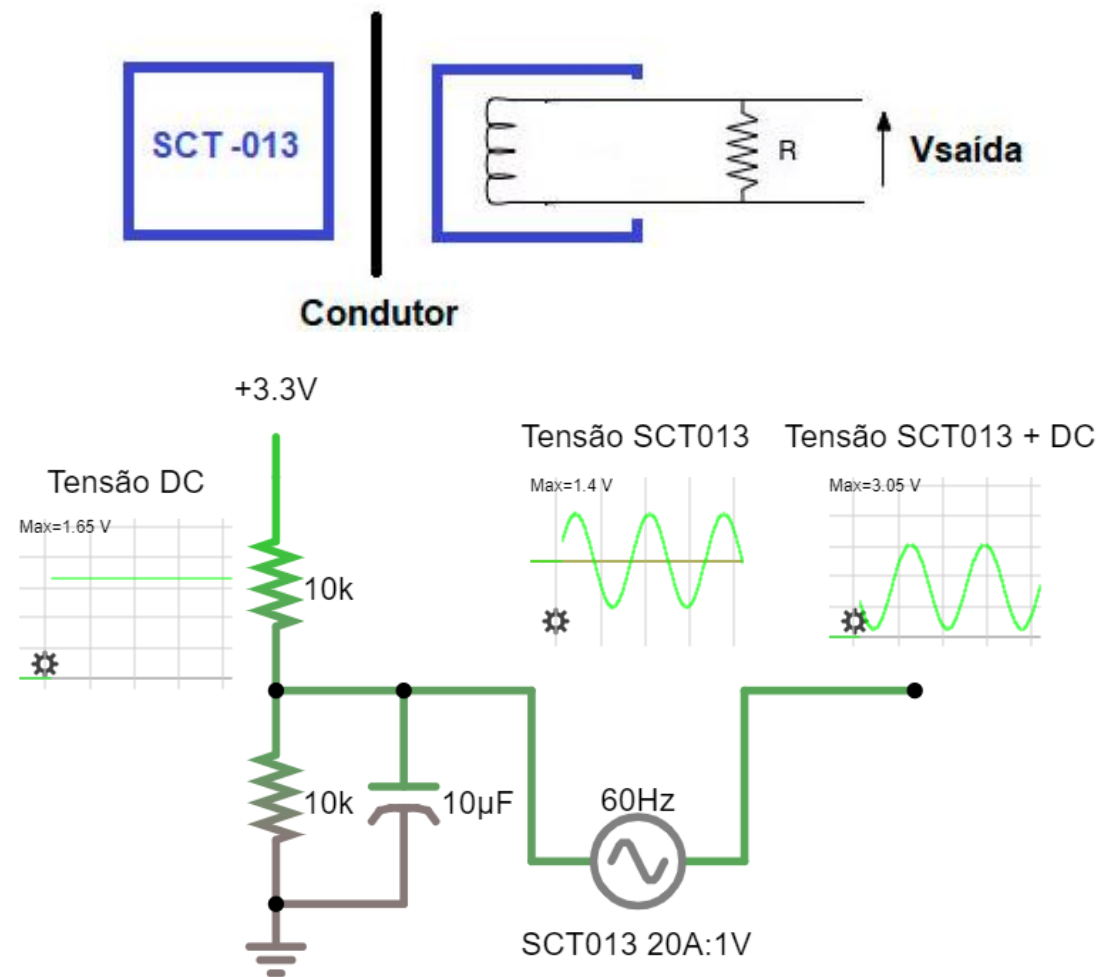 SCT-013
R
Vsaída
Condutor
+3.3V
Tensão DC
Max=1.65 V
Tensão SCT013
Max=1.4 V
Tensão SCT013 + DC
Max=3.05 V
10k
10k
10µF
60Hz
SCT013 20A:1V